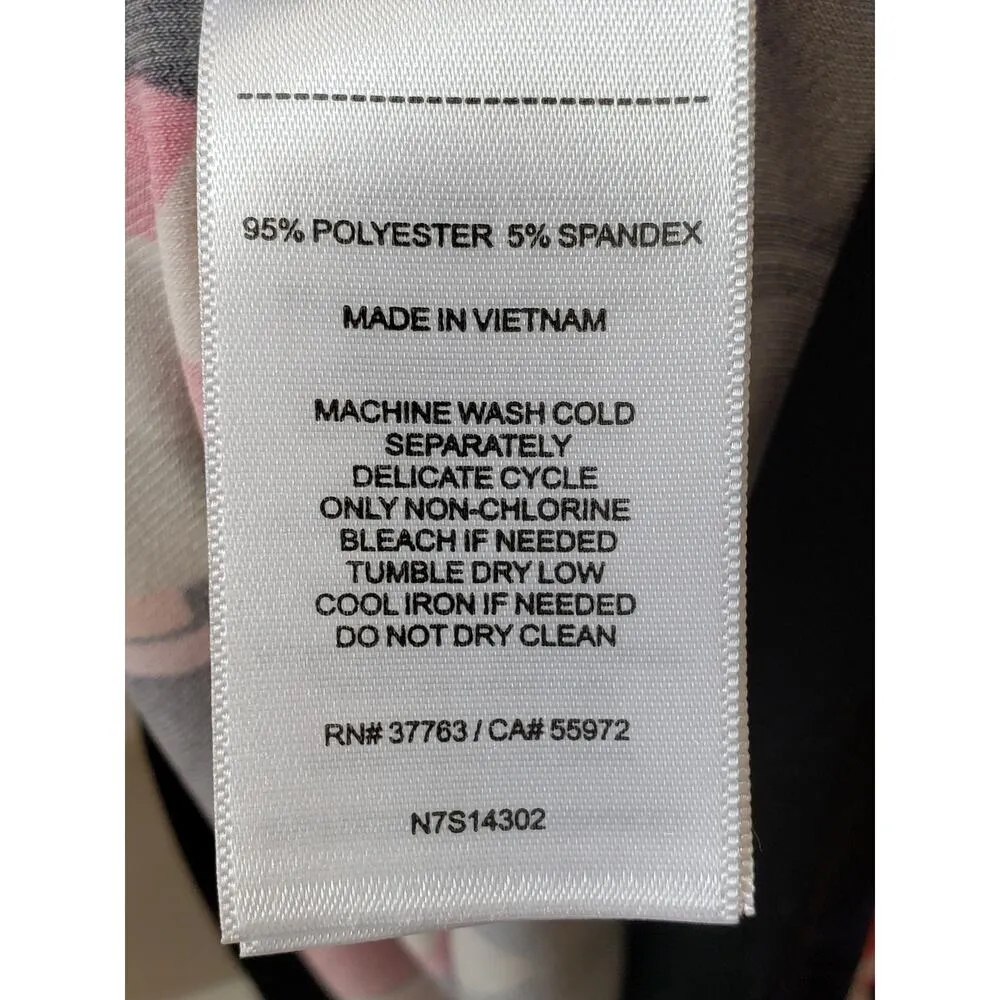 95% POLYESTER 5% SPANDEX
MADE IN VIETNAM
MACHINE WASH COLD
SEPARATELY
DELICATE CYCLE
ONLY NON-CHLORINE
BLEACH IF NEEDED
TUMBLE DRY LOW
COOL IRON IF NEEDED
DO NOT DRY CLEAN
RN# 37763 / CA# 55972
N7S14302